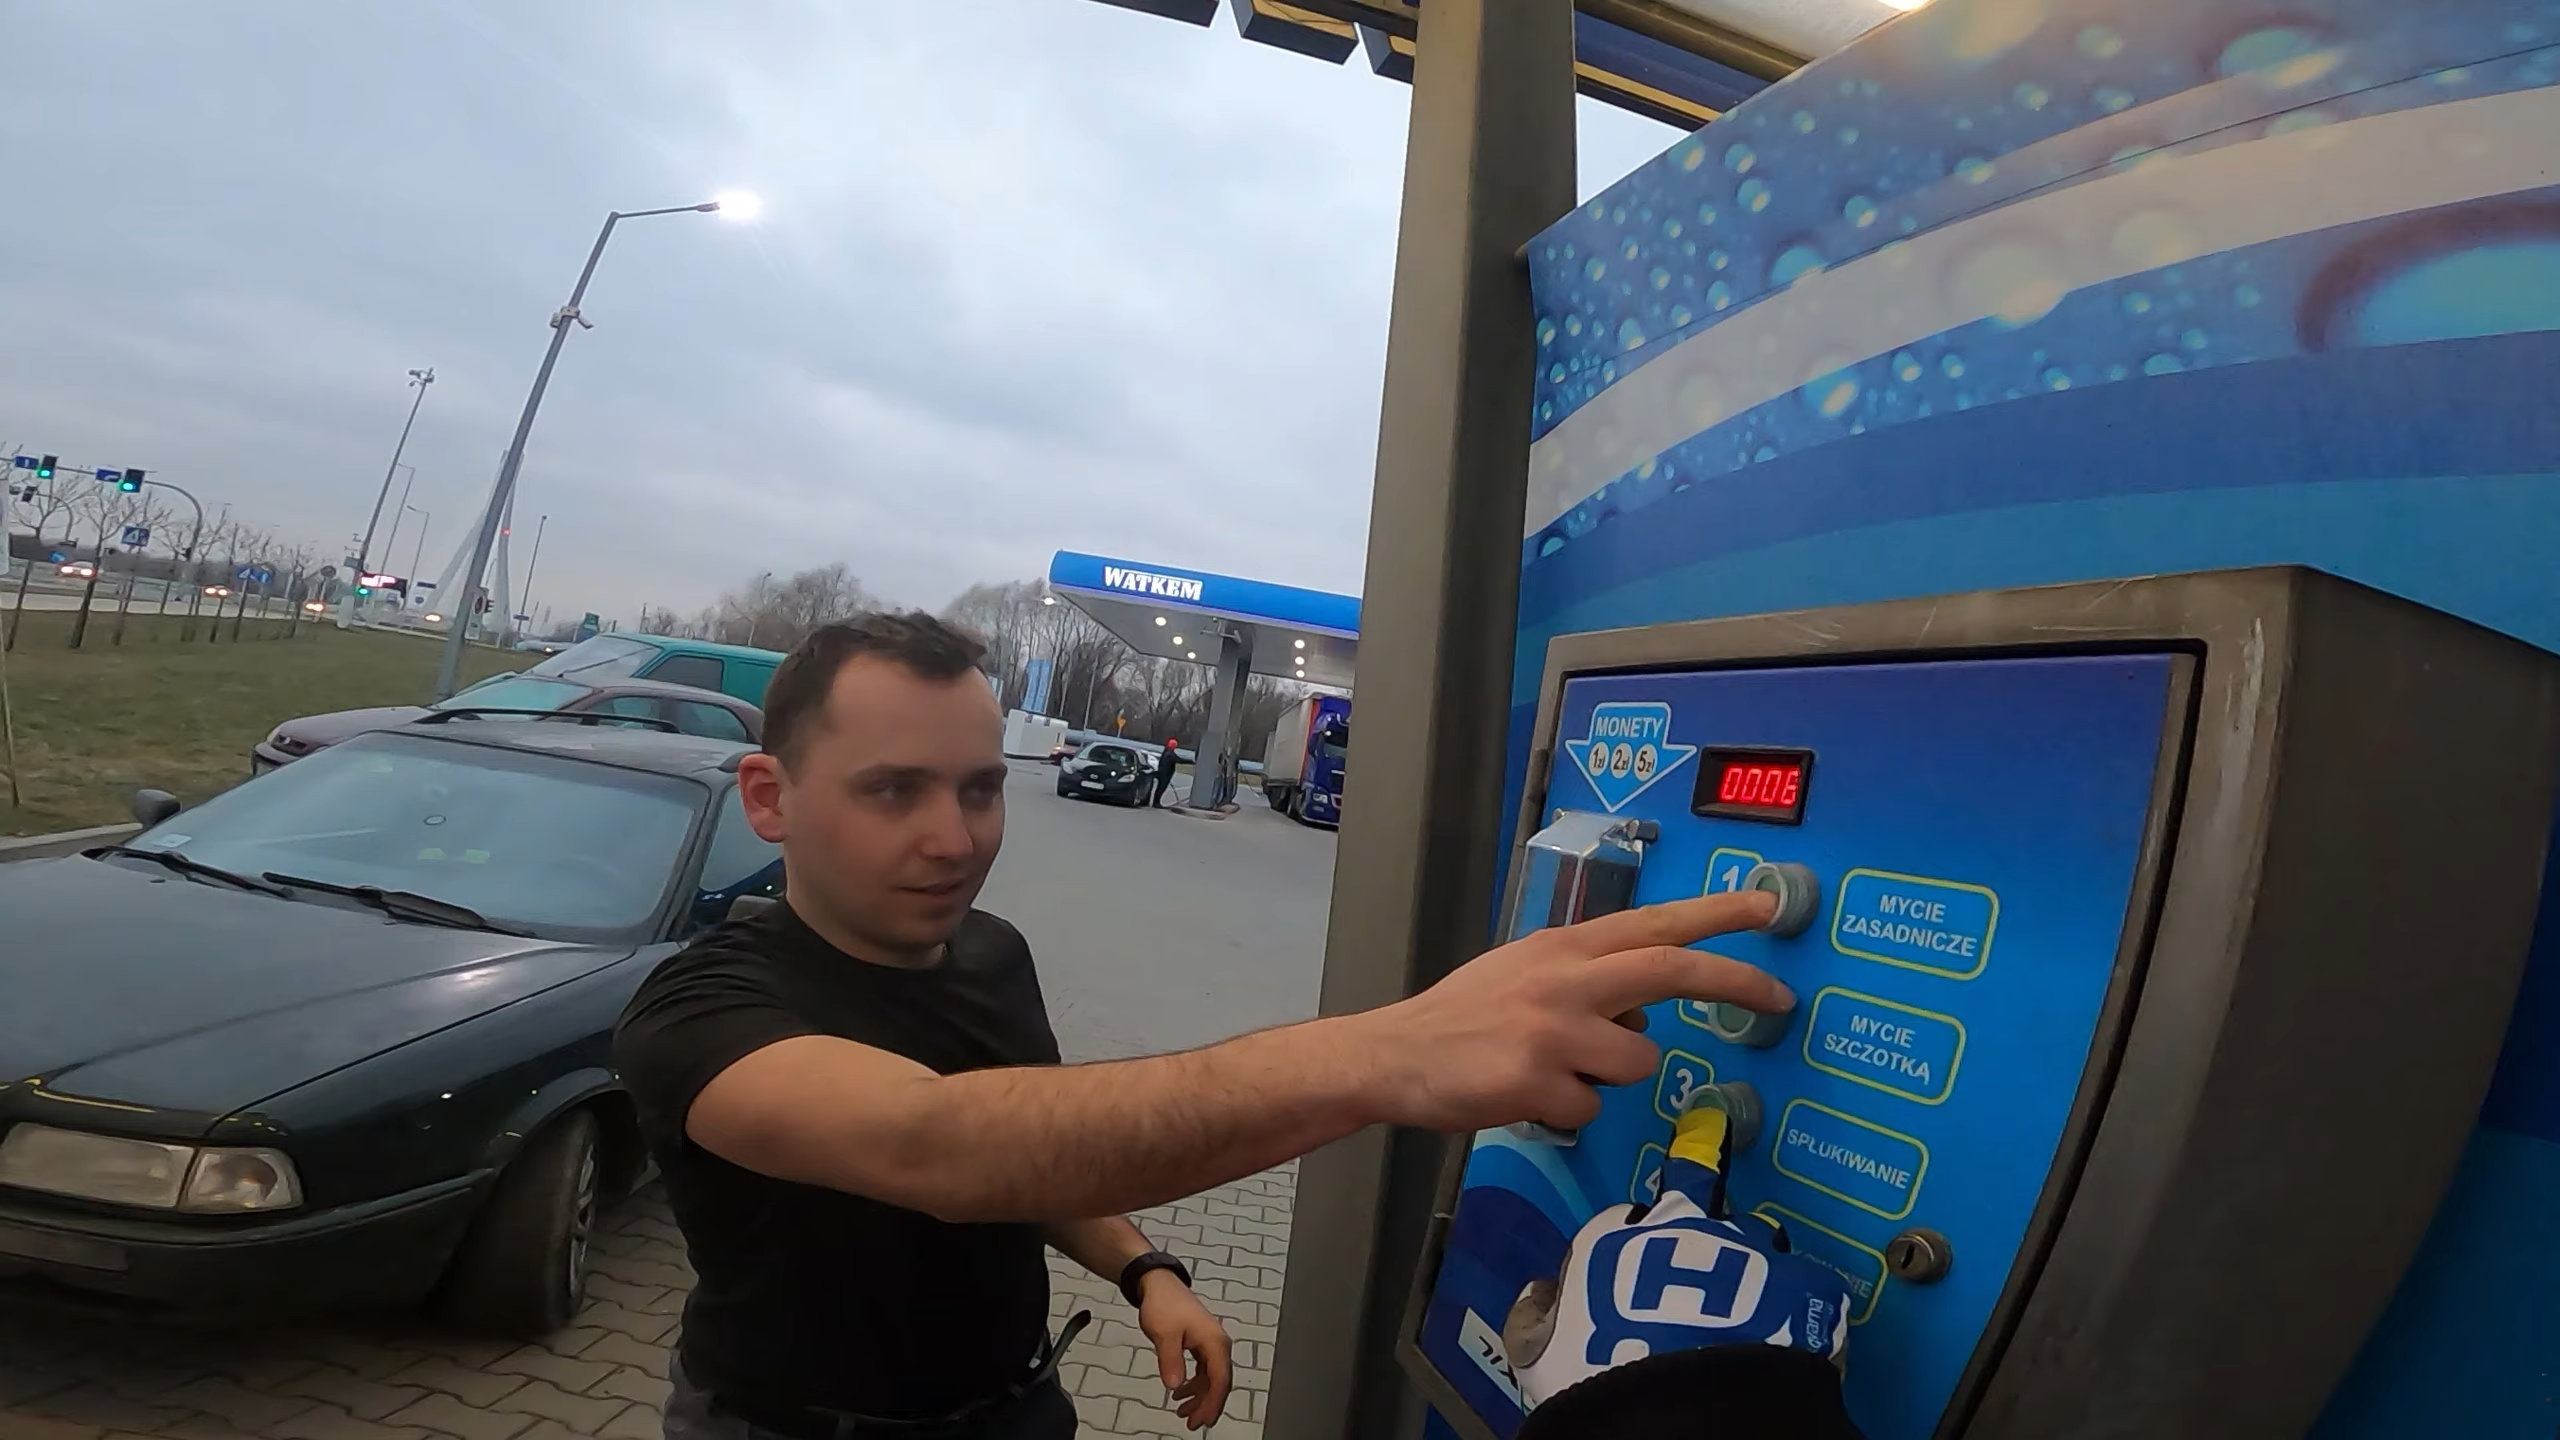 WATKEM
MONETY
1zł 2zł 5zł
0006
1
MYCIE
ZASADNICZE
MYCIE
SZCZOTKĄ
3
SPŁUKIWANIE
4
H